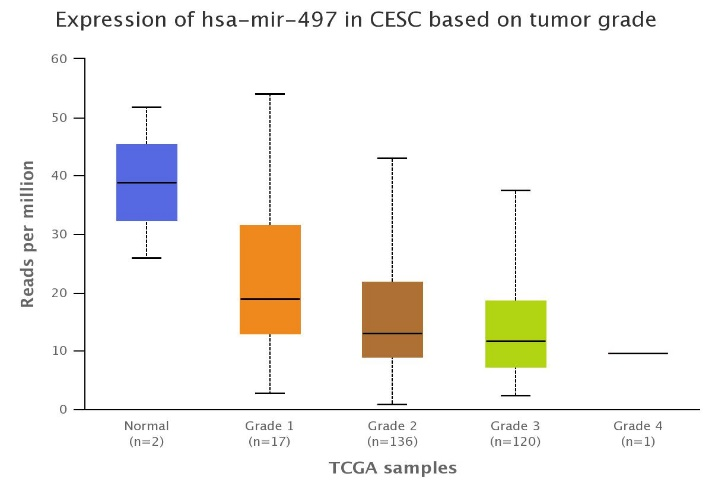 Expression of hsa-mir-497 in CESC based on tumor grade
Reads per million
60
50
40
30
20
10
0
Normal Grade 1 Grade 2 Grade 3 Grade 4
(n=2) (n=17) (n=136) (n=120) (n=1)
TCGA samples